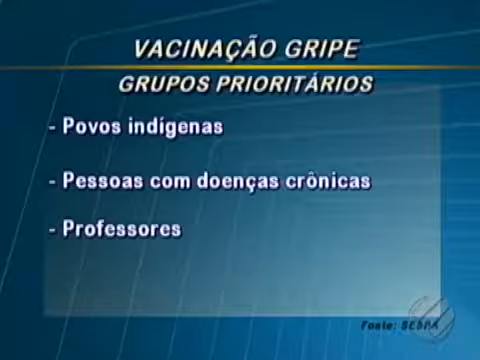 VACINAÇÃO GRIPE
GRUPOS PRIORITÁRIOS
- Povos indígenas
- Pessoas com doenças crônicas
- Professores
Fonte: SESPA